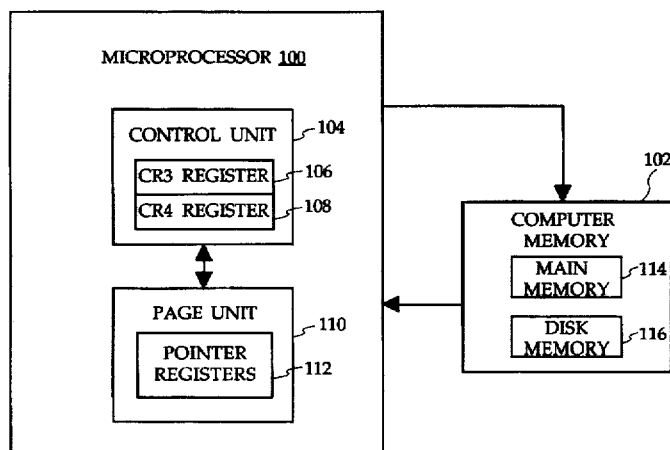 MICROPROCESSOR 100
CONTROL UNIT
104
CR3 REGISTER
106
CR4 REGISTER
108
PAGE UNIT
110
POINTER
REGISTERS
112
102
COMPUTER
MEMORY
MAIN
MEMORY
114
DISK
MEMORY
116